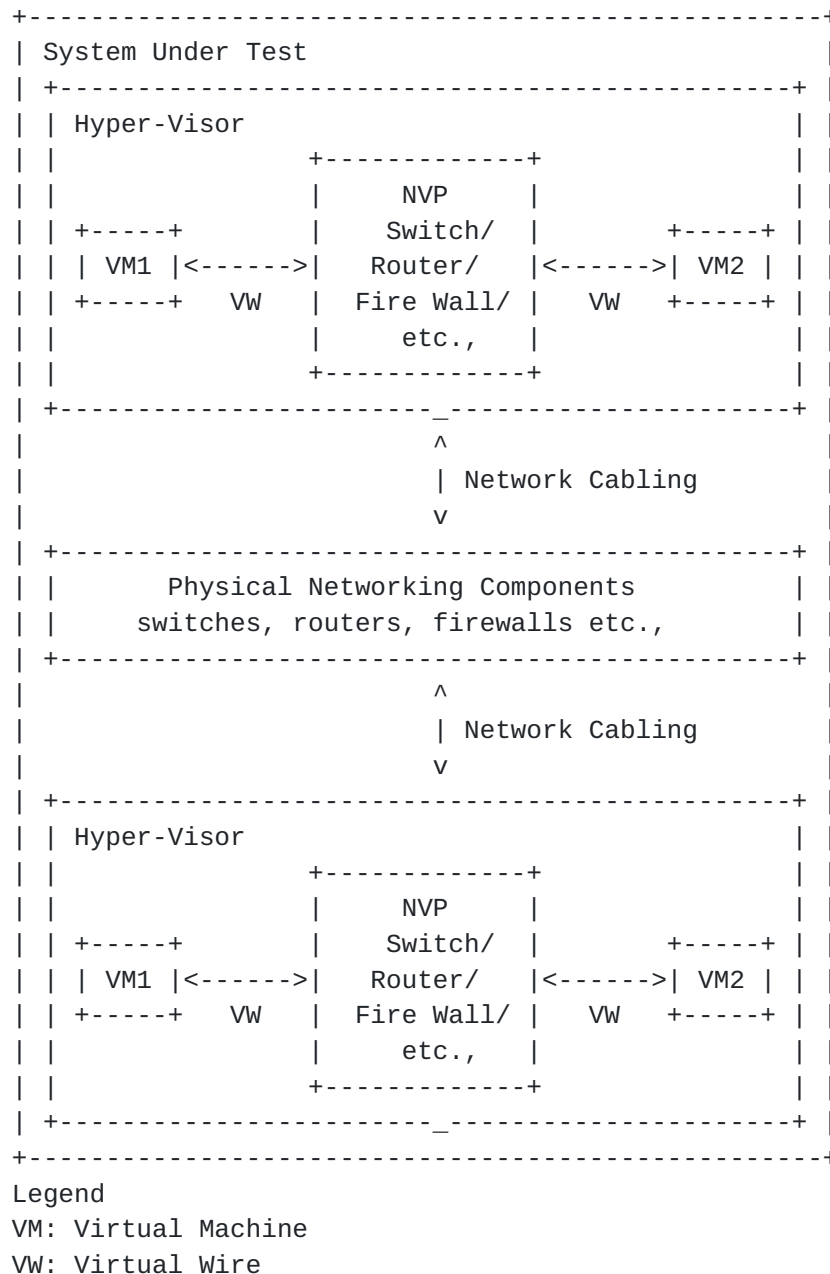 System Under Test
Hyper-Visor
NVP
Switch/
VM1 <------> Router/ <------> VM2
VW Fire Wall/ VW
etc.,
Network Cabling
Physical Networking Components
switches, routers, firewalls etc.,
Network Cabling
Hyper-Visor
NVP
Switch/
VM1 <------> Router/ <------> VM2
VW Fire Wall/ VW
etc.,
Legend
VM: Virtual Machine
VW: Virtual Wire